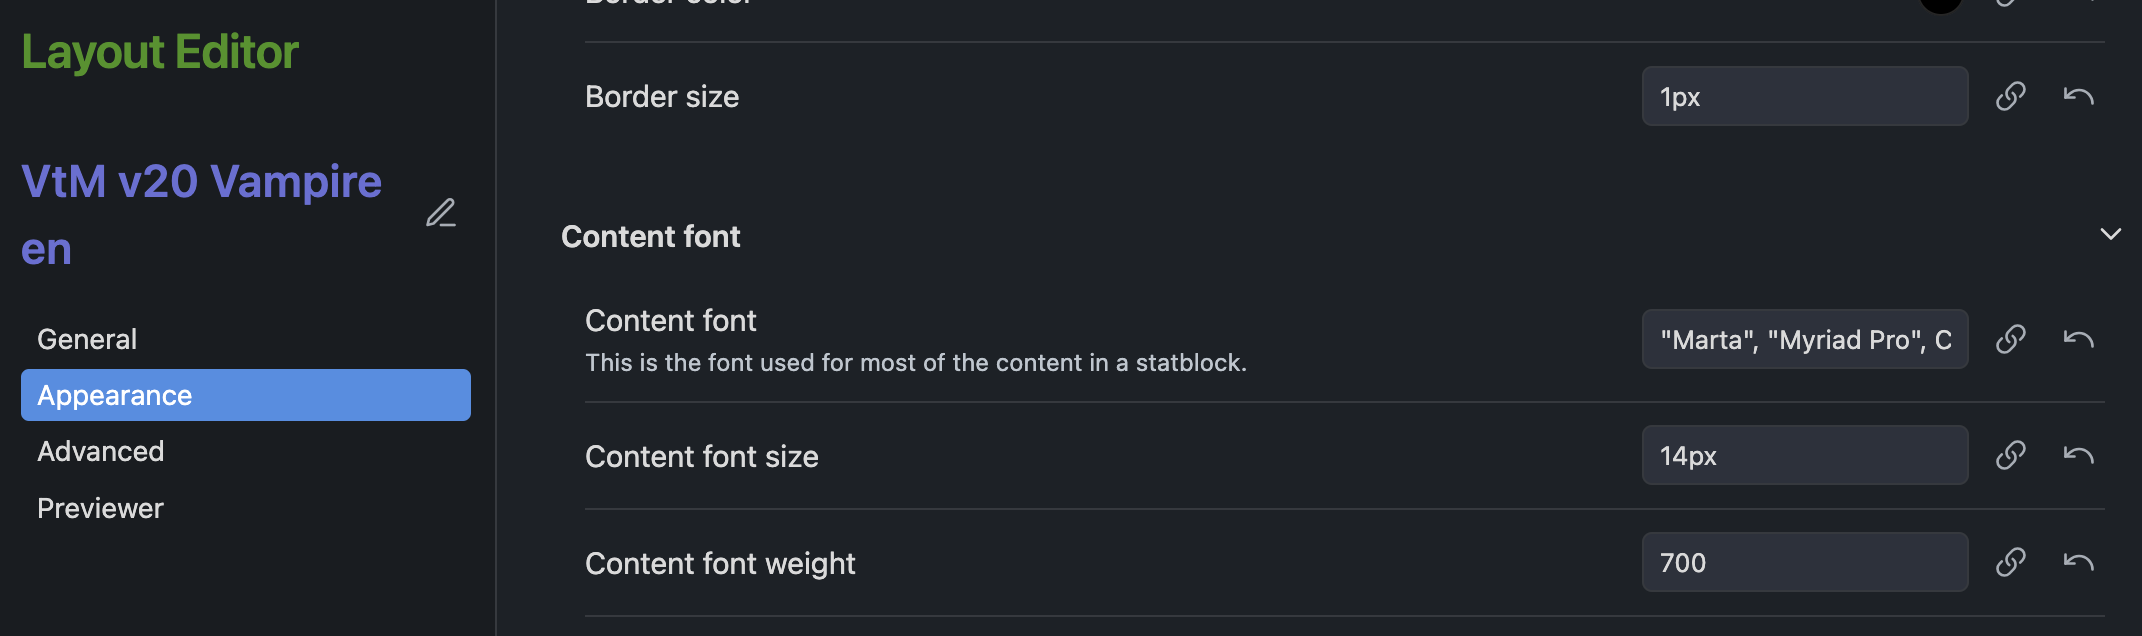 Layout Editor
VtM v20 Vampire
en
General
Appearance
Advanced
Previewer
Border color
Border size
1px
Content font
Content font
This is the font used for most of the content in a statblock.
"Marta", "Myriad Pro", C
Content font size
14px
Content font weight
700